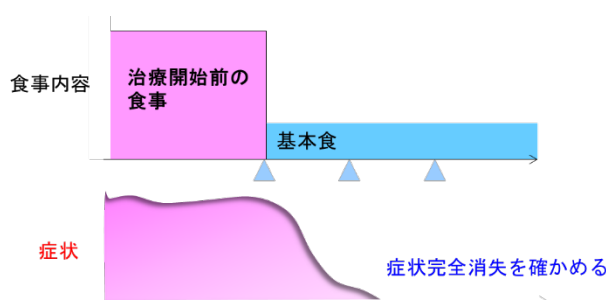 食事内容
治療開始前の
食事
基本食
症状
症状完全消失を確かめる